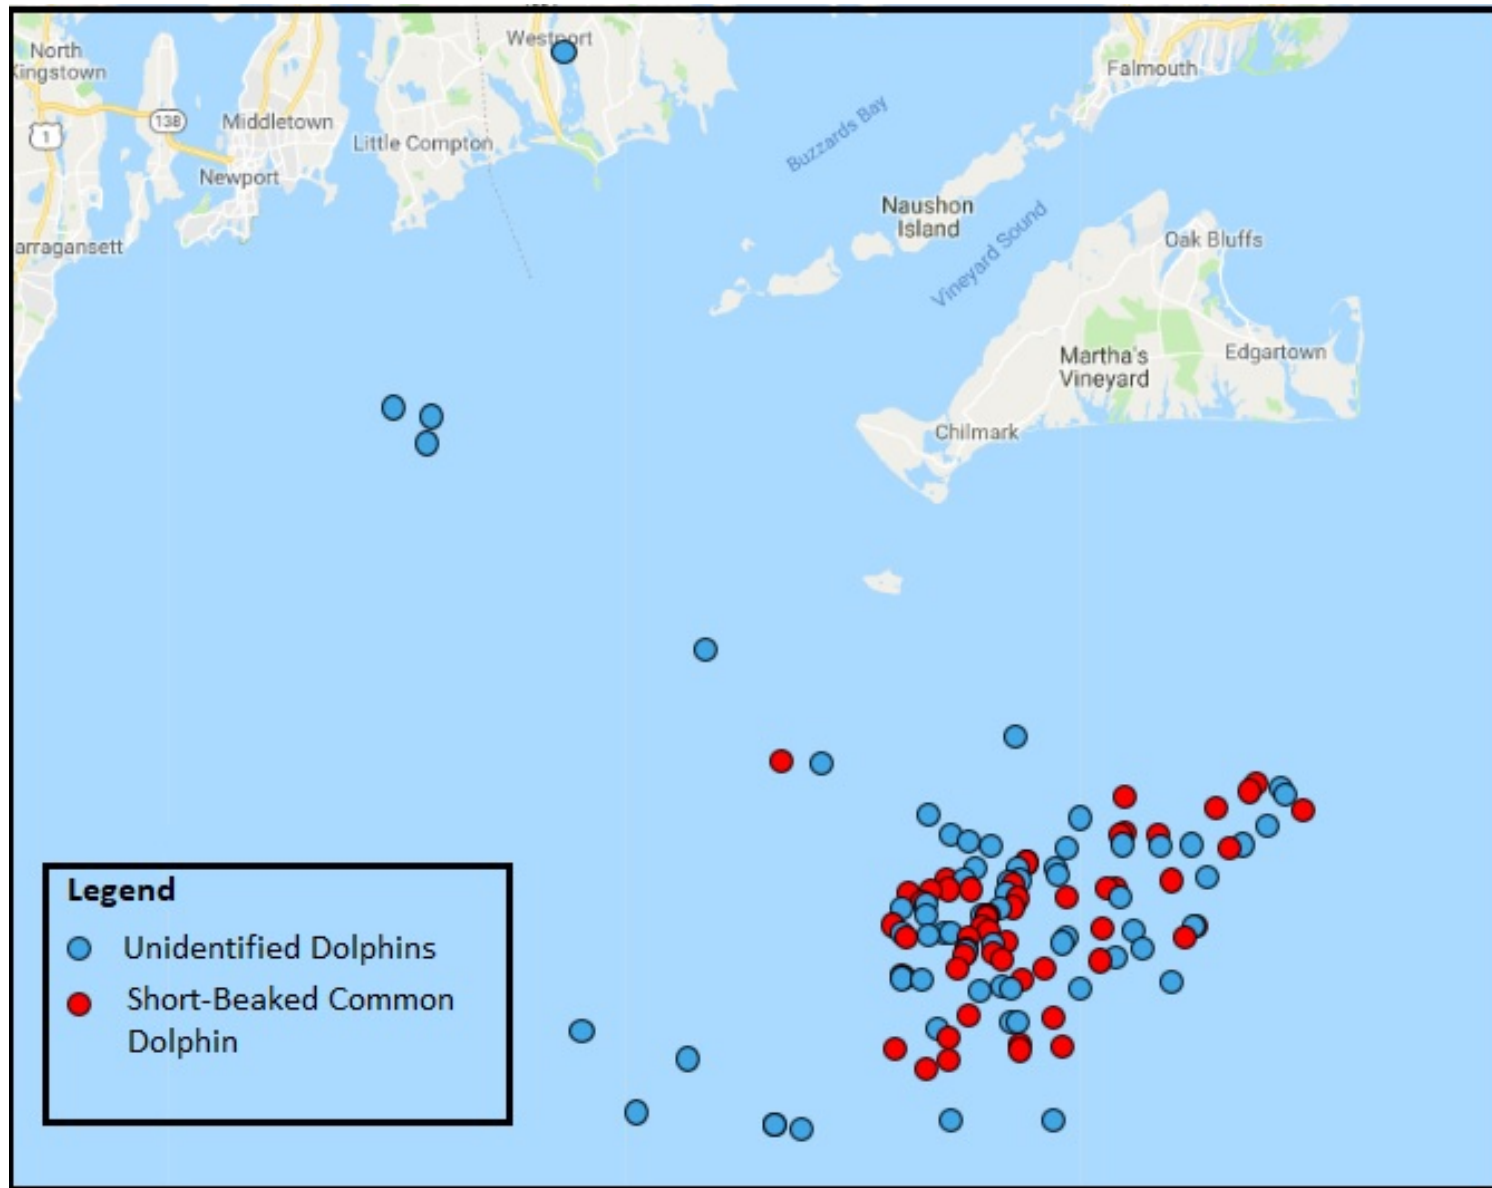 Westport
North
Kingstown
Falmouth
138
Middletown
1
Little Compton
Buzzards Bay
Newport
Naushon
Island
Vineyard Sound
Oak Bluffs
arragansett
Martha's
Vineyard
Edgartown
Chilmark
Legend
Unidentified Dolphins
Short-Beaked Common
Dolphin